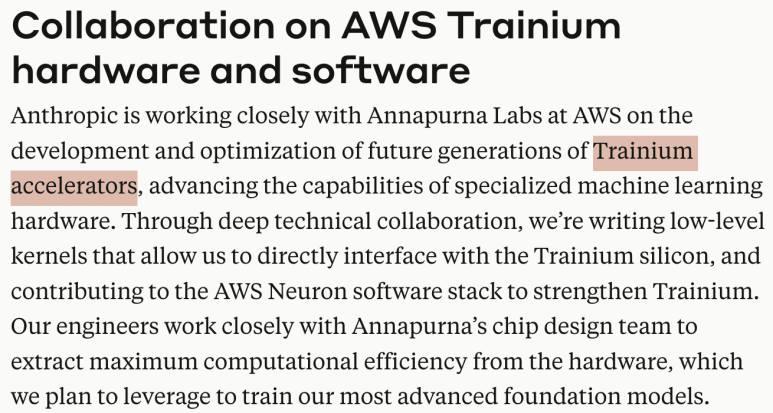 Collaboration on AWS Trainium
hardware and software
Anthropic is working closely with Annapurna Labs at AWS on the
development and optimization of future generations of Trainium
accelerators, advancing the capabilities of specialized machine learning
hardware. Through deep technical collaboration, we’re writing low-level
kernels that allow us to directly interface with the Trainium silicon, and
contributing to the AWS Neuron software stack to strengthen Trainium.
Our engineers work closely with Annapurna’s chip design team to
extract maximum computational efficiency from the hardware, which
we plan to leverage to train our most advanced foundation models.